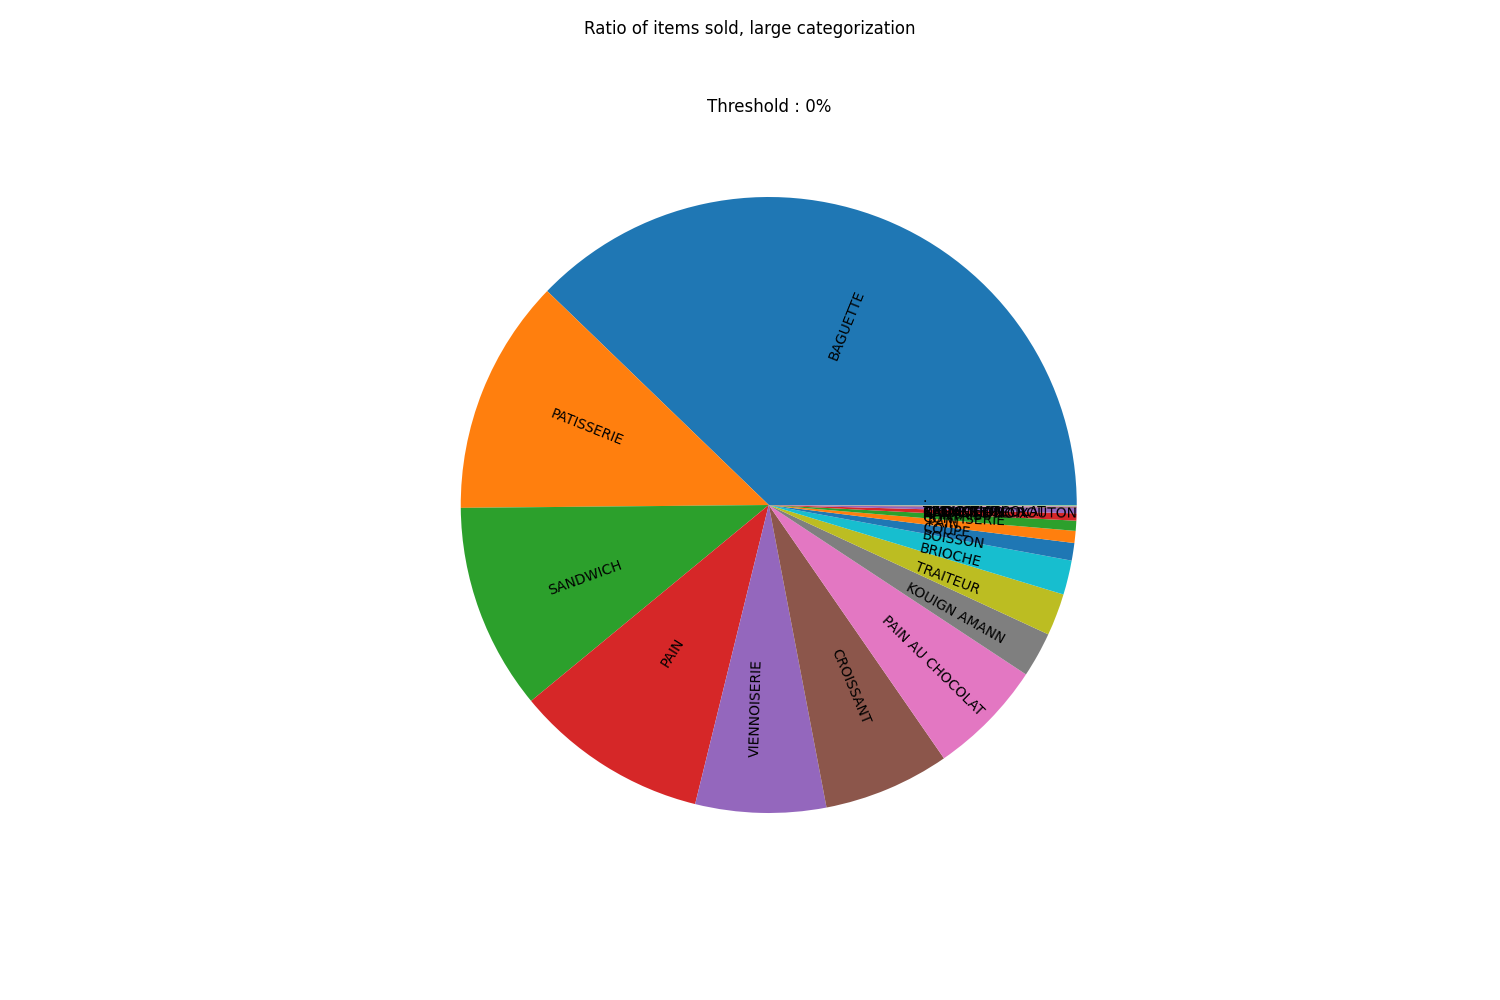 Ratio of items sold, large categorization
Threshold : 0%
BAGUETTE
PATISSERIE
SANDWICH
PAIN
VIENNOISERIE
CROISSANT
PAIN AU CHOCOLAT
KOUIGN AMANN
TRAITEUR
BRIOCHE
BOISSON
COUPE
.